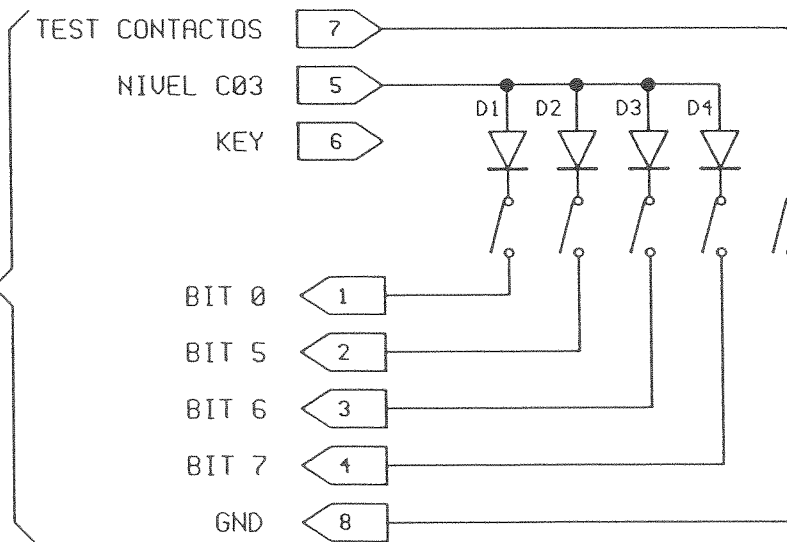 TEST CONTACTOS 7
NIVEL C03 5
D1 D2 D3 D4
KEY 6
BIT 0 1
BIT 5 2
BIT 6 3
BIT 7 4
GND 8